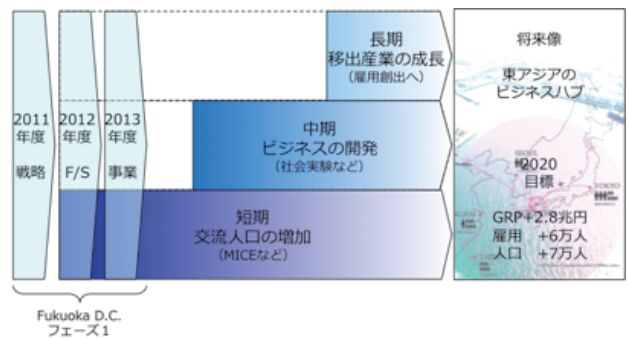 長期
移出産業の成長
（雇用創出へ）
2011
年度
戦略
2012
年度
F/S
2013
年度
事業
中期
ビジネスの開発
（社会実験など）
短期
交流人口の増加
（MICEなど）
Fukuoka D.C.
フェーズ１
将来像
東アジアの
ビジネスハブ
SEOUL
TOKYO
2020
目標
GRP+2.8兆円
雇用　+6万人
人口　+7万人